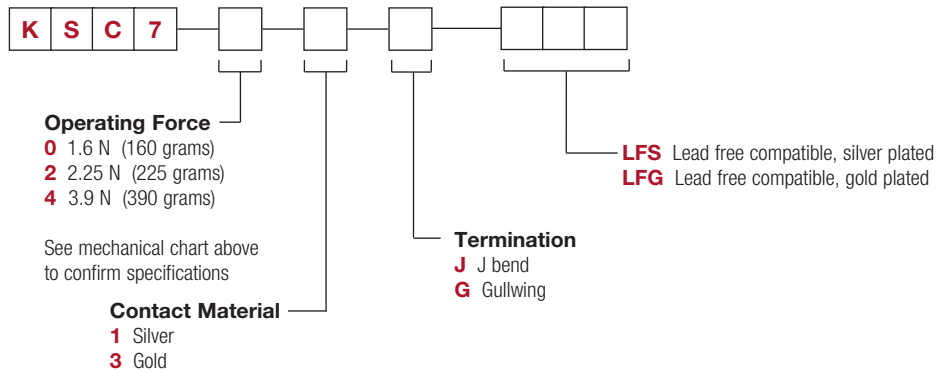 K S C 7
Operating Force
0 1.6 N (160 grams)
2 2.25 N (225 grams)
4 3.9 N (390 grams)
See mechanical chart above
to confirm specifications
Contact Material
1 Silver
3 Gold
Termination
J J bend
G Gullwing
LFS Lead free compatible, silver plated
LFG Lead free compatible, gold plated